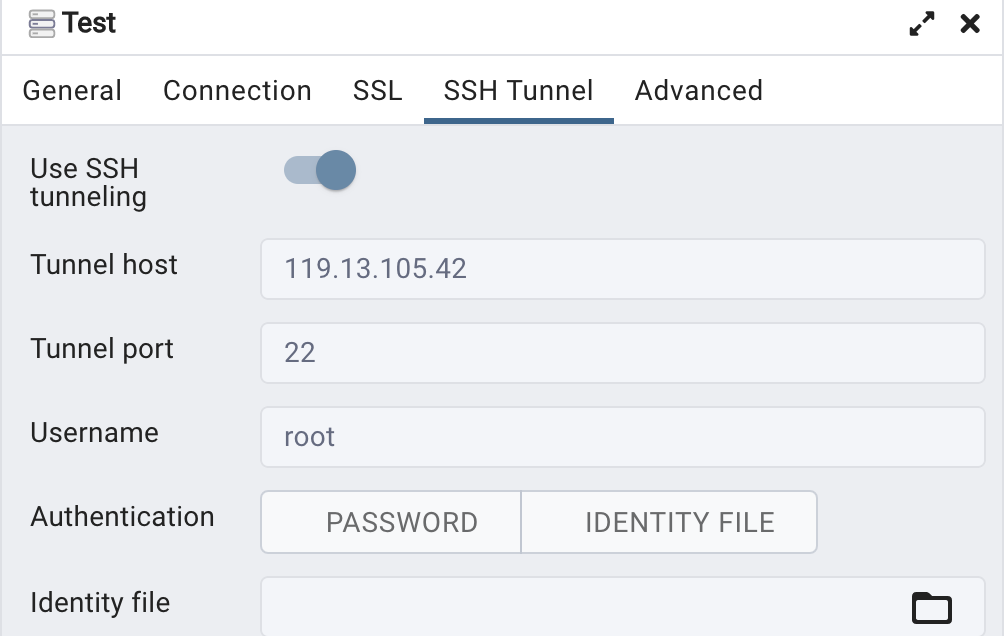 Test
General Connection SSL SSH Tunnel Advanced
Use SSH
tunneling
Tunnel host 119.13.105.42
Tunnel port 22
Username root
Authentication PASSWORD IDENTITY FILE
Identity file